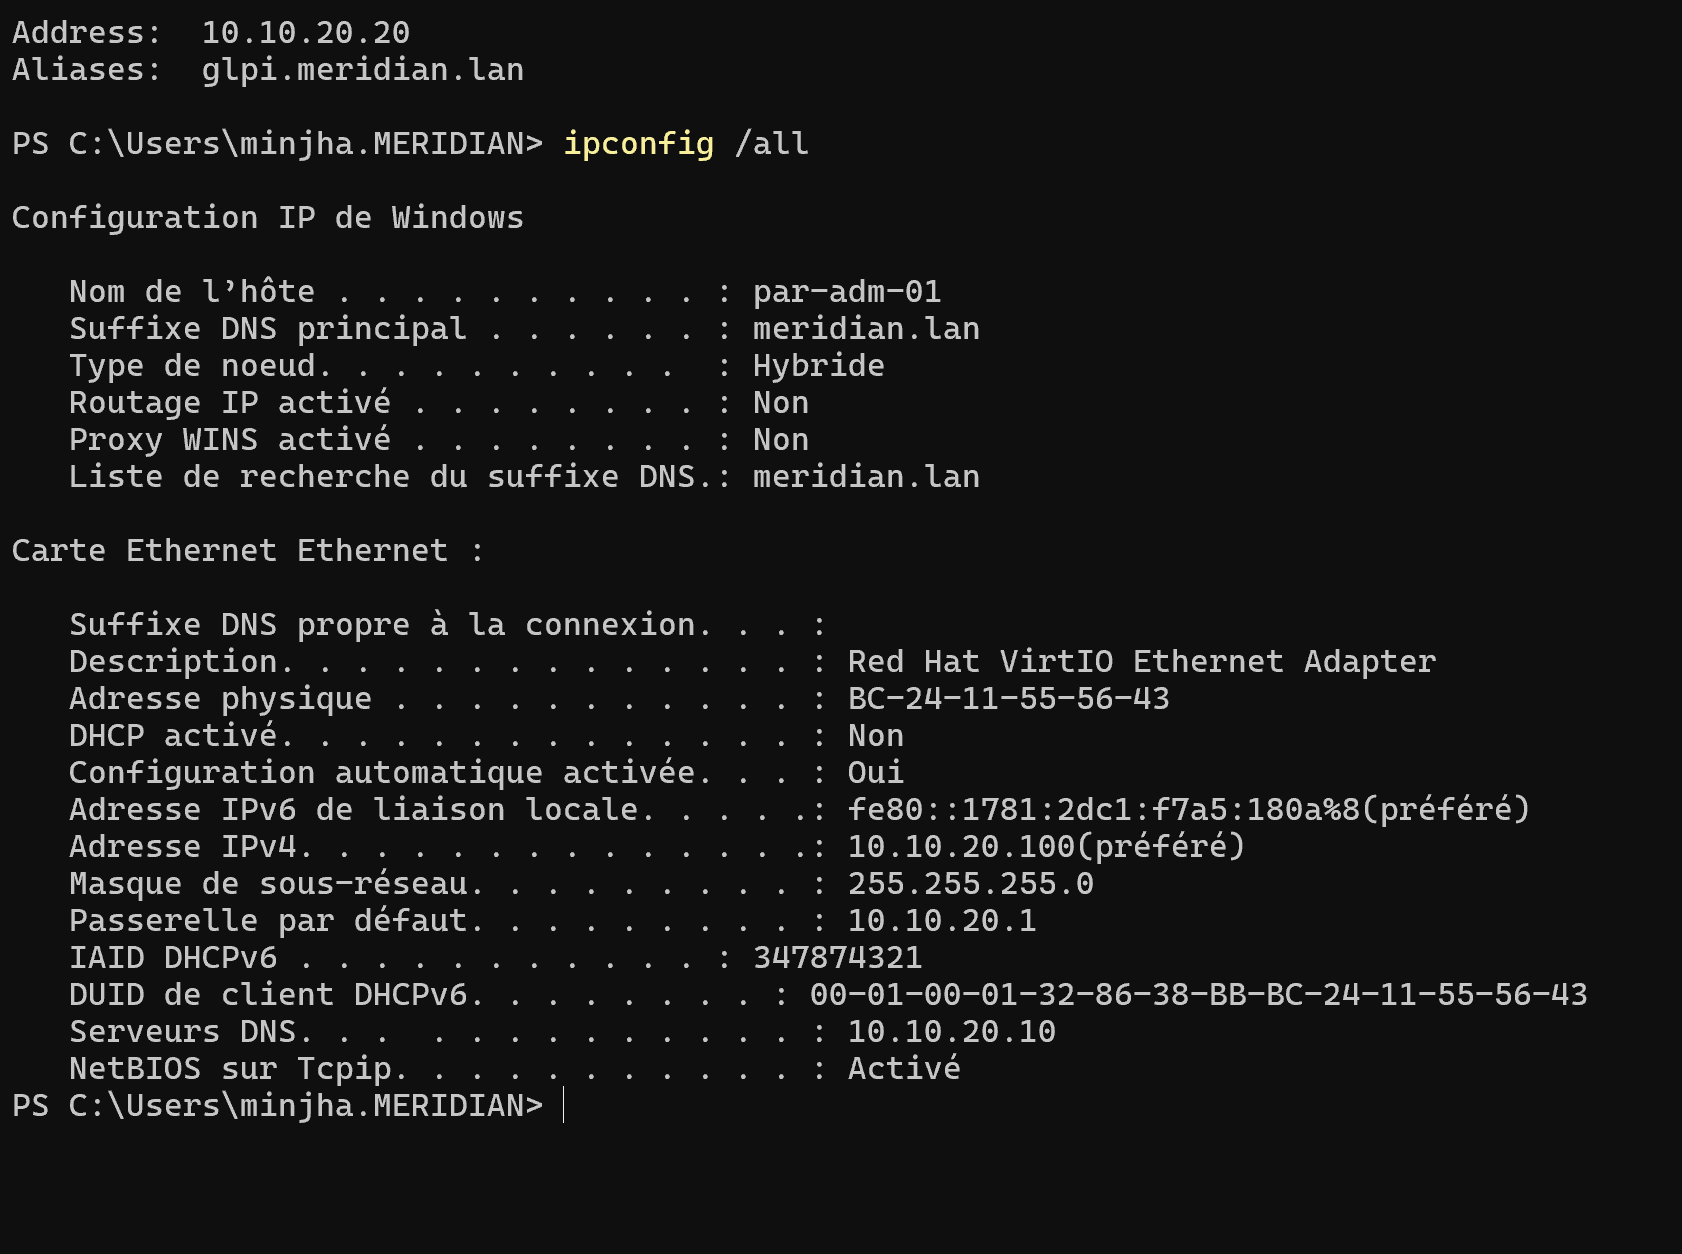 Address:  10.10.20.20
Aliases:  glpi.meridian.lan
PS C:\Users\minjha.MERIDIAN> ipconfig /all
Configuration IP de Windows
   Nom de l’hôte . . . . . . . . . . : par-adm-01
   Suffixe DNS principal . . . . . . : meridian.lan
   Type de noeud. . . . . . . . . .  : Hybride
   Routage IP activé . . . . . . . . : Non
   Proxy WINS activé . . . . . . . . : Non
   Liste de recherche du suffixe DNS.: meridian.lan
Carte Ethernet Ethernet :
   Suffixe DNS propre à la connexion. . . :
   Description. . . . . . . . . . . . . . : Red Hat VirtIO Ethernet Adapter
   Adresse physique . . . . . . . . . . . : BC-24-11-55-56-43
   DHCP activé. . . . . . . . . . . . . . : Non
   Configuration automatique activée. . . : Oui
   Adresse IPv6 de liaison locale. . . . .: fe80::1781:2dc1:f7a5:180a%8(préféré)
   Adresse IPv4. . . . . . . . . . . . . .: 10.10.20.100(préféré)
   Masque de sous-réseau. . . . . . . . . : 255.255.255.0
   Passerelle par défaut. . . . . . . . . : 10.10.20.1
   IAID DHCPv6 . . . . . . . . . . . : 347874321
   DUID de client DHCPv6. . . . . . . . : 00-01-00-01-32-86-38-BB-BC-24-11-55-56-43
   Serveurs DNS. . .  . . . . . . . . . . : 10.10.20.10
   NetBIOS sur Tcpip. . . . . . . . . . . : Activé
PS C:\Users\minjha.MERIDIAN>